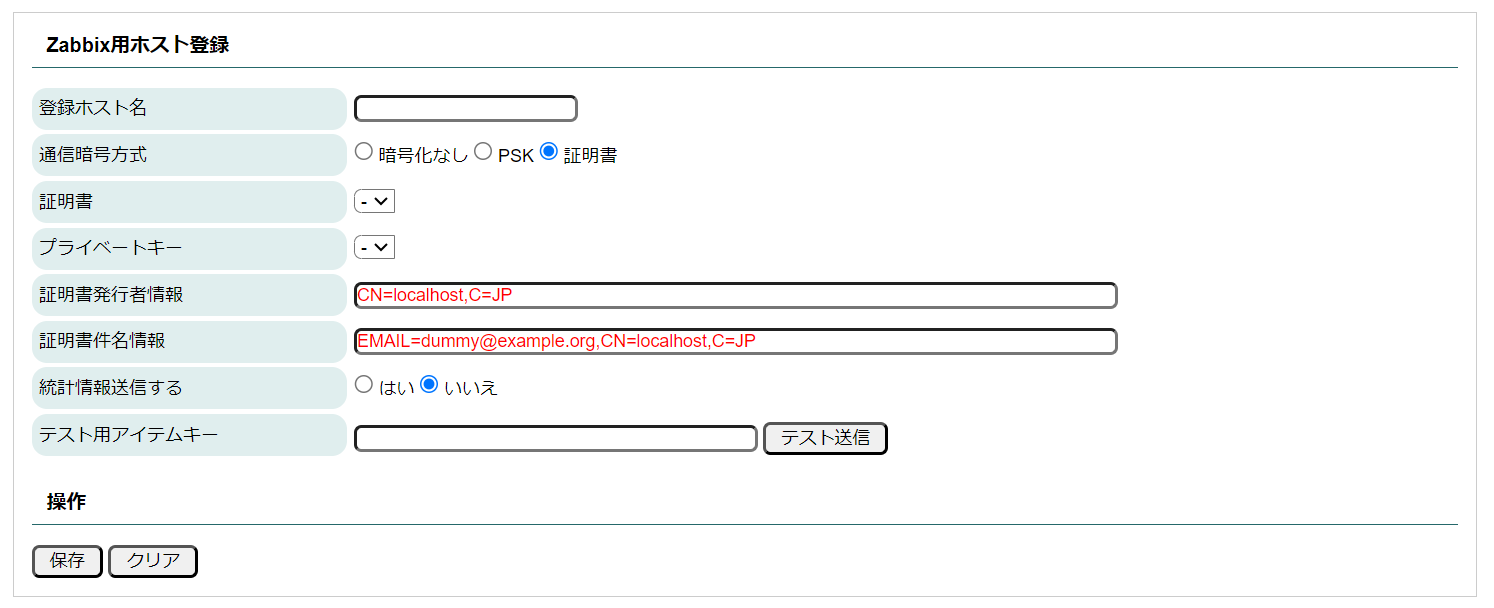 Zabbix用ホスト登録
登録ホスト名
通信暗号方式 暗号化なし PSK 証明書
証明書 -
プライベートキー -
証明書発行者情報 CN=localhost,C=JP
証明書件名情報 EMAIL=dummy@example.org,CN=localhost,C=JP
統計情報送信する はい いいえ
テスト用アイテムキー テスト送信
操作
保存 クリア